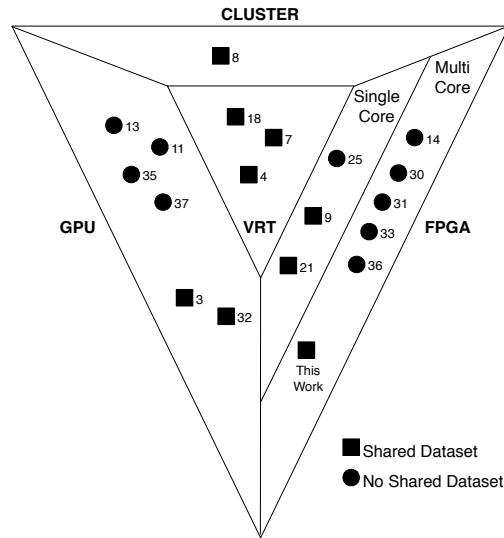 CLUSTER
8
Multi
Core
Single
Core
18
13
7
14
11
25
4
30
35
37
31
9
GPU
VRT
33
FPGA
21
36
3
32
This
Work
Shared Dataset
No Shared Dataset